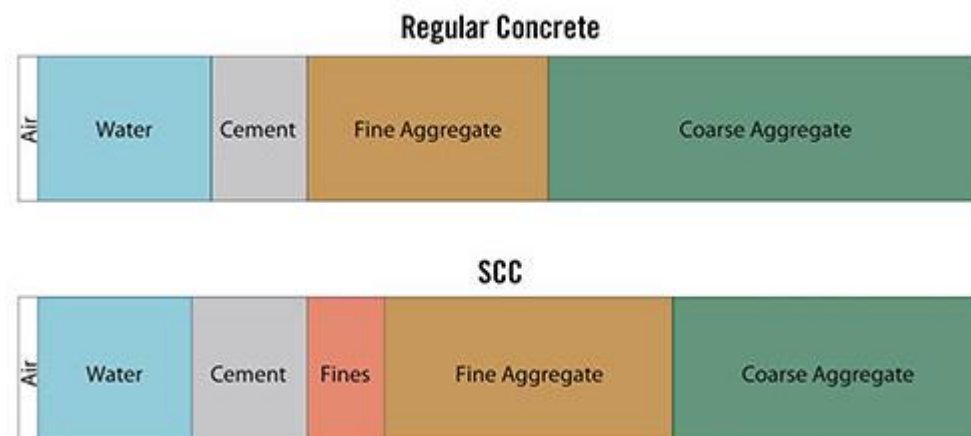 Regular Concrete
Air Water Cement Fine Aggregate Coarse Aggregate
SCC
Air Water Cement Fines Fine Aggregate Coarse Aggregate